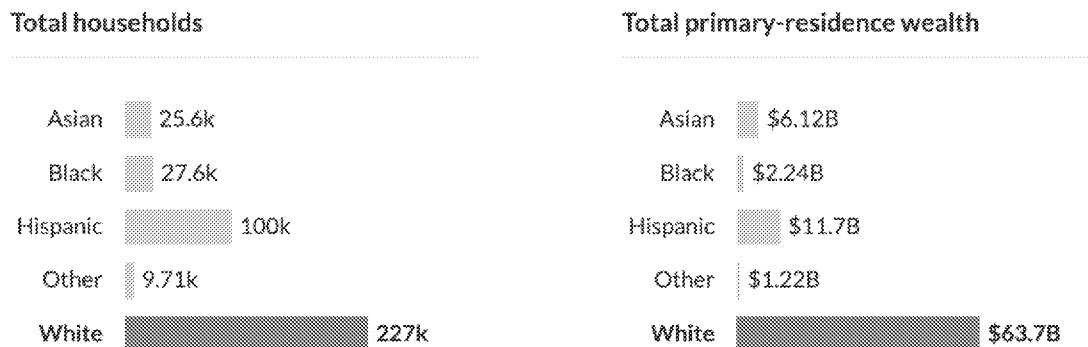 Total households
Asian 25.6k
Black 27.6k
Hispanic 100k
Other 9.71k
White 227k
Total primary-residence wealth
Asian $6.12B
Black $2.24B
Hispanic $11.7B
Other $1.22B
White $63.7B